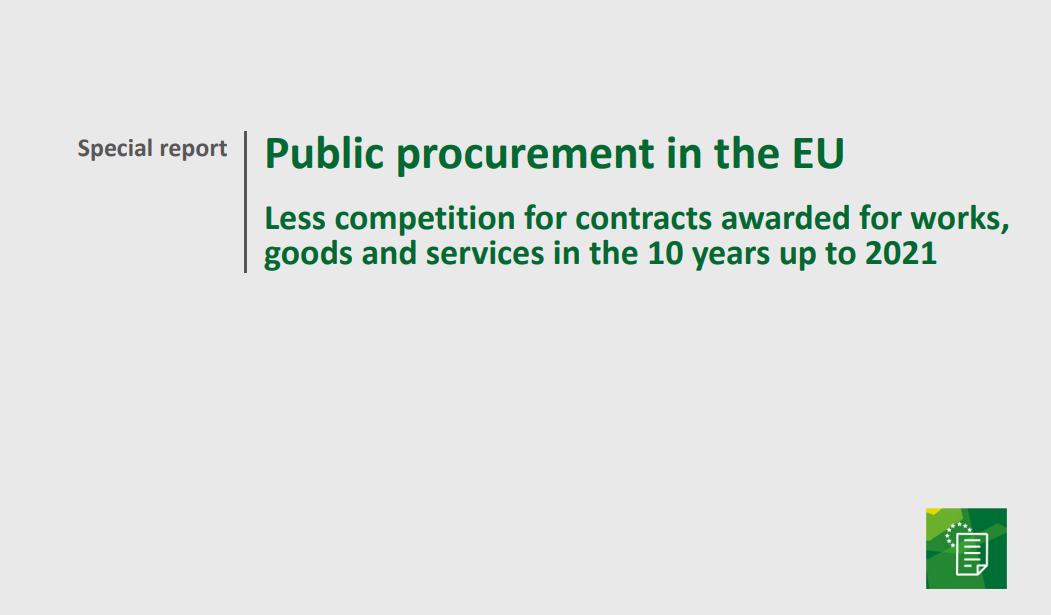 Special report
Public procurement in the EU
Less competition for contracts awarded for works,
goods and services in the 10 years up to 2021